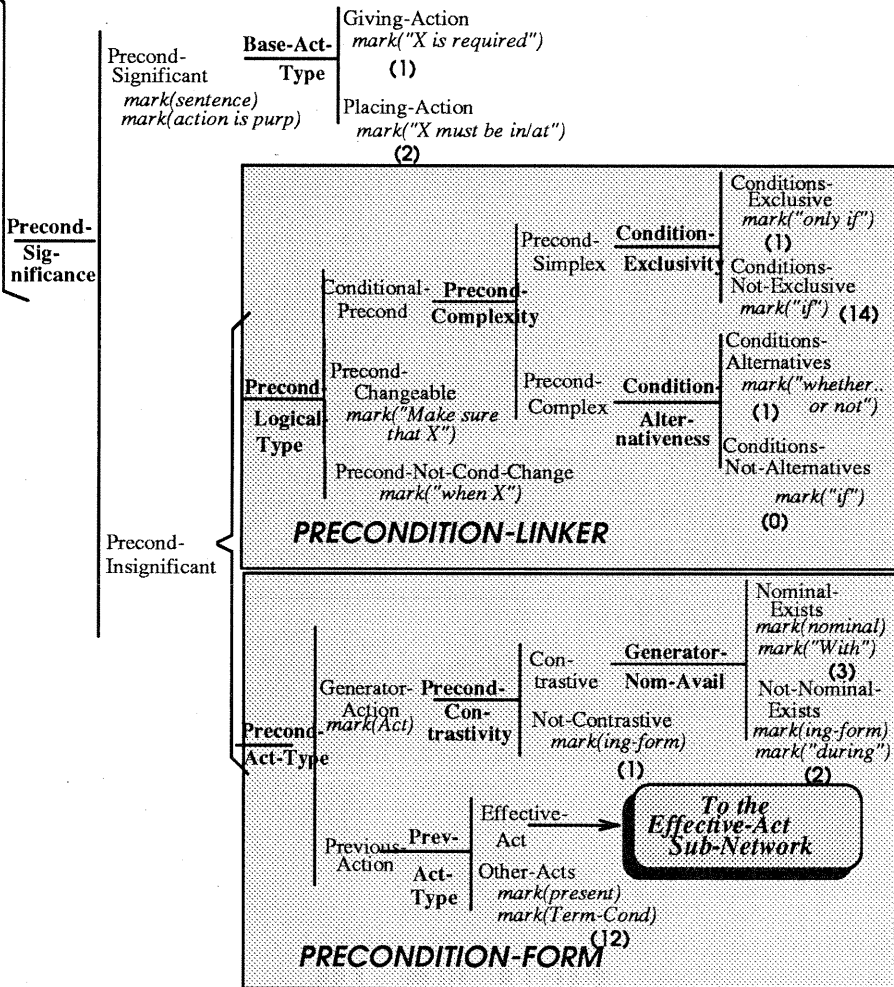 Precond-
Significance
Precond-
Sig-
nificance
Precond-
Significant
mark(sentence)
mark(action is purp)
Base-Act-
Type
Giving-Action
mark("X is required")
(1)
Placing-Action
mark("X must be in/at")
(2)
Precond-
Insignificant
Precond-
Logical-
Type
Conditional-
Precond
Precond-
Complexity
Precond-
Simplex
Condition-
Exclusivity
Conditions-
Exclusive
mark("only if")
(1)
Conditions-
Not-Exclusive
mark("if") (14)
Precond-
Complex
Condition-
Alter-
nativeness
Conditions-
Alternatives
mark("whether..
or not")
(1)
Conditions-
Not-Alternatives
mark("if")
(0)
Precond-
Changeable
mark("Make sure
that X")
Precond-Not-Cond-Change
mark("when X")
PRECONDITION-LINKER
Precond-
Act-Type
Generator-
Action
mark(Act)
Precond-
Con-
trastivity
Con-
trastive
Generator-
Nom-Avail
Nominal-
Exists
mark(nominal)
mark("With")
(3)
Not-Nominal-
Exists
mark(ing-form)
mark("during")
(2)
Not-Contrastive
mark(ing-form)
(1)
Previous-
Action
Prev-
Act-
Type
Effective-
Act
To the
Effective-Act
Sub-Network
Other-Acts
mark(present)
mark(Term-Cond)
(12)
PRECONDITION-FORM